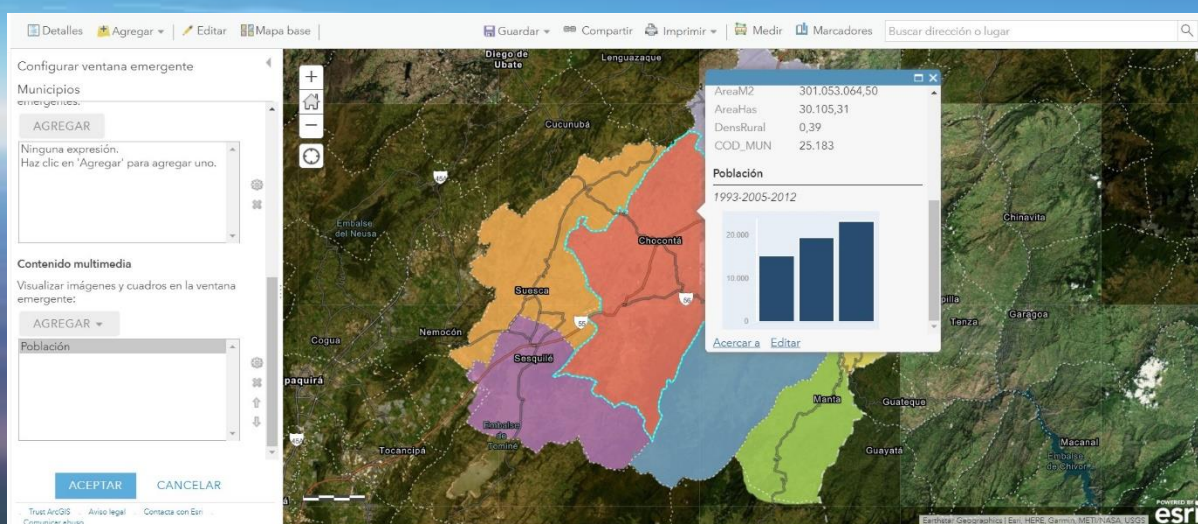 Detalles Agregar Editar Mapa base Guardar Compartir Imprimir Medir Marcadores Buscar dirección o lugar
Configurar ventana emergente
Municipios
emergentes:
AGREGAR
Ninguna expresión.
Haz clic en 'Agregar' para agregar uno.
Contenido multimedia
Visualizar imágenes y cuadros en la ventana
emergente:
AGREGAR
Población
ACEPTAR CANCELAR
Trust ArcGIS Aviso legal Contacta con Esri
Comunicar abuso
Diego de
Ubate
Lenguazaque
Cucunubá
45A
Embalse
del Neusa
Chocontá
Suesca
55
56
Nemocón
Cogua
Sesquilé
paquirá
Embalse
de
Tominé
45A
Tocancipá
Manta
Guateque
Guayatá
Chinavita
pilla
Tenza
Garagoa
Macanal
Embalse
de Chivor
AreaM2 301.053.064,50
AreaHas 30.105,31
DensRural 0,39
COD_MUN 25.183
Población
1993-2005-2012
20.000
10.000
0
Acercar a Editar
POWERED BY
esri
Earthstar Geographics | Esri, HERE, Garmin, METI/NASA, USGS